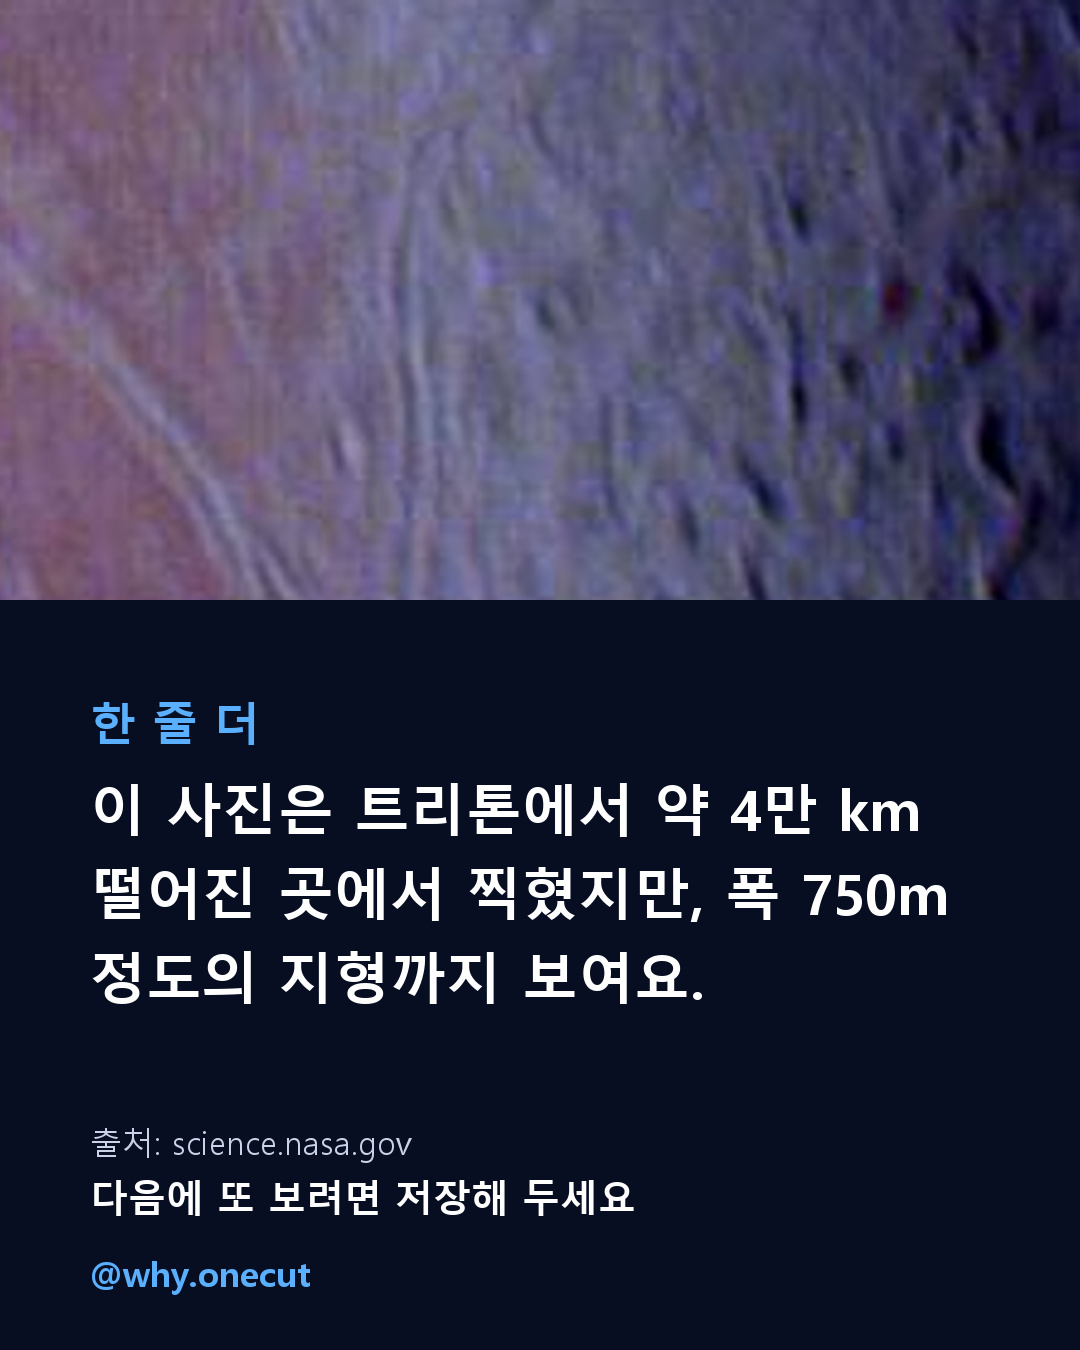 한 줄 더
이 사진은 트리톤에서 약 4만 km
떨어진 곳에서 찍혔지만, 폭 750m
정도의 지형까지 보여요.
출처: science.nasa.gov
다음에 또 보려면 저장해 두세요
@why.onecut